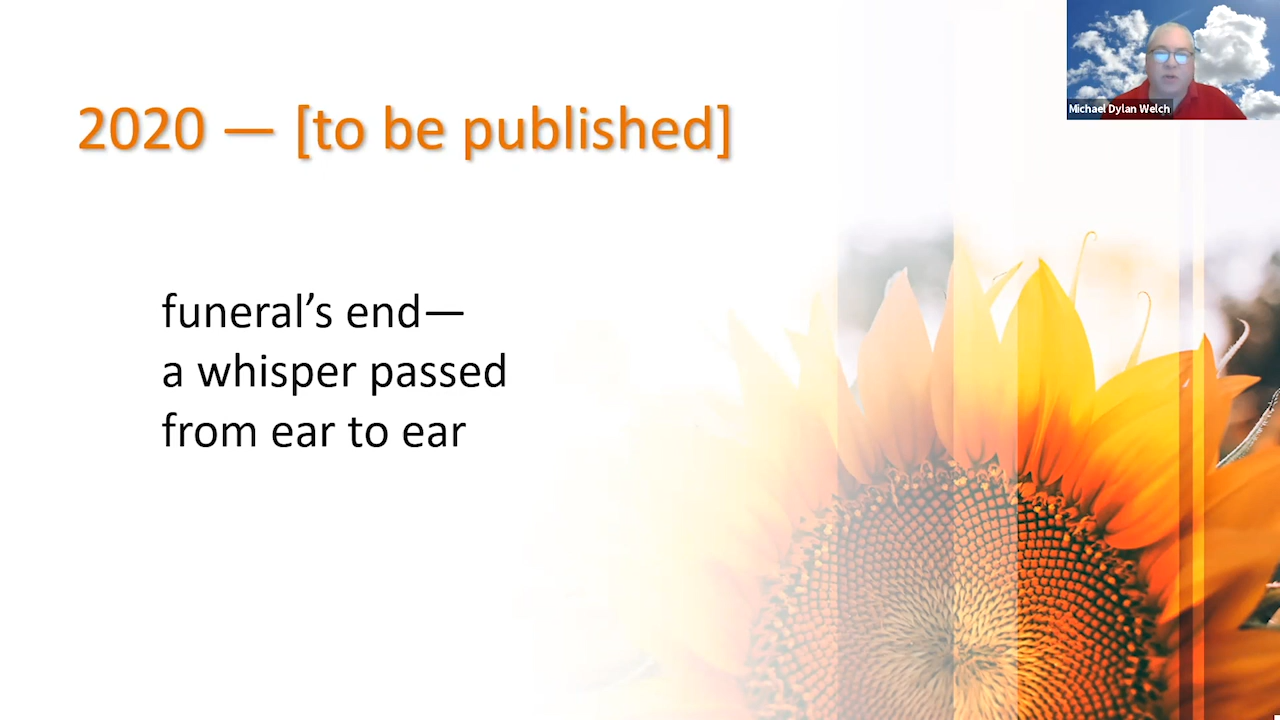 2020 — [to be published]
funeral’s end—
a whisper passed
from ear to ear
Michael Dylan Welch